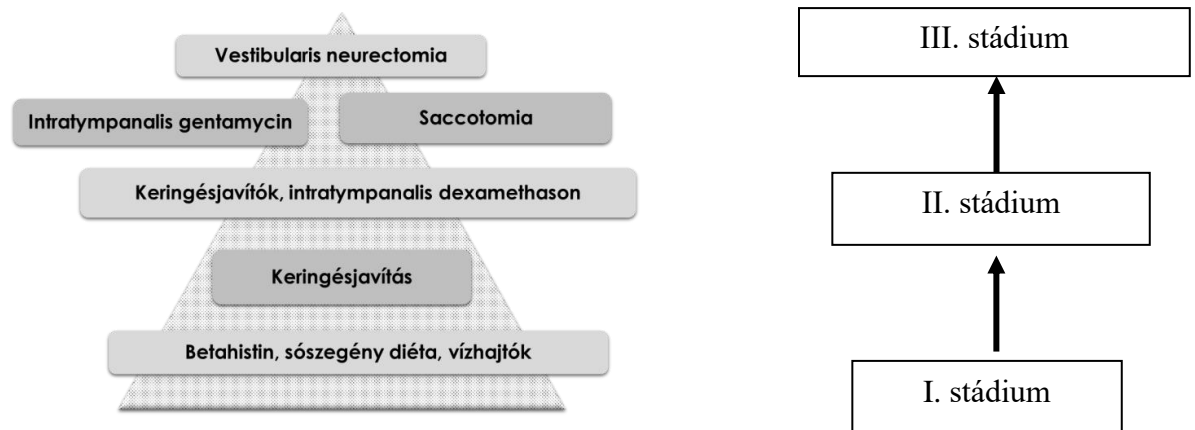 Vestibularis neurectomia
Intratympanalis gentamycin
Saccotomia
Keringésjavítók, intratympanalis dexamethason
Keringésjavítás
Betahistin, sószegény diéta, vízhajtók
III. stádium
II. stádium
I. stádium